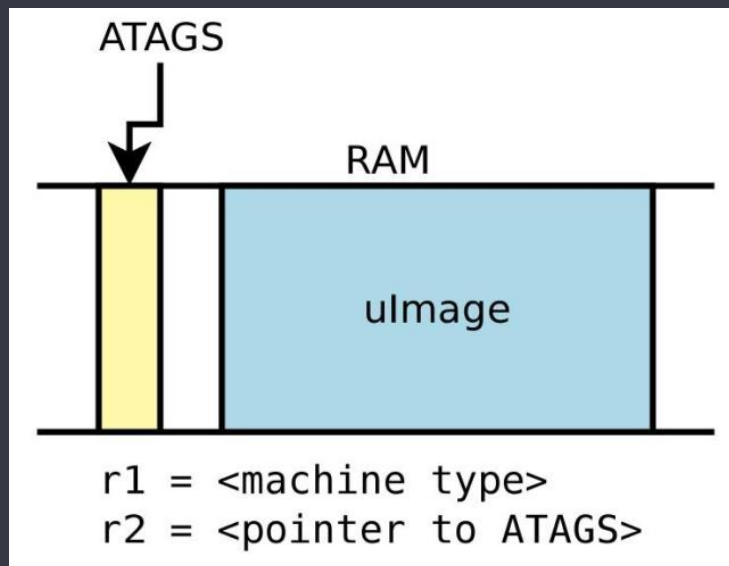 ATAGS
RAM
uImage
r1 = <machine type>
r2 = <pointer to ATAGS>